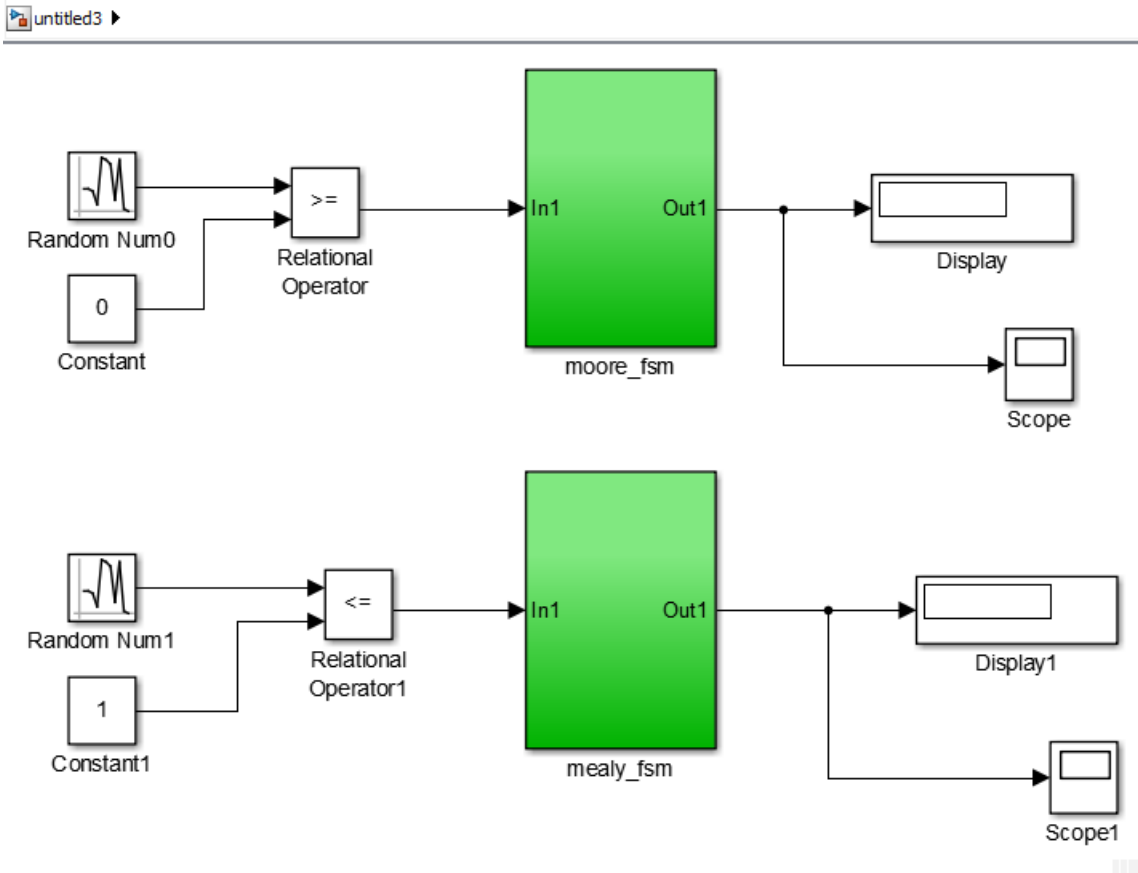 untitled3
Random Num0
0
Constant
>=
Relational
Operator
In1 Out1
moore_fsm
Display
Scope
Random Num1
1
Constant1
<=
Relational
Operator1
In1 Out1
mealy_fsm
Display1
Scope1